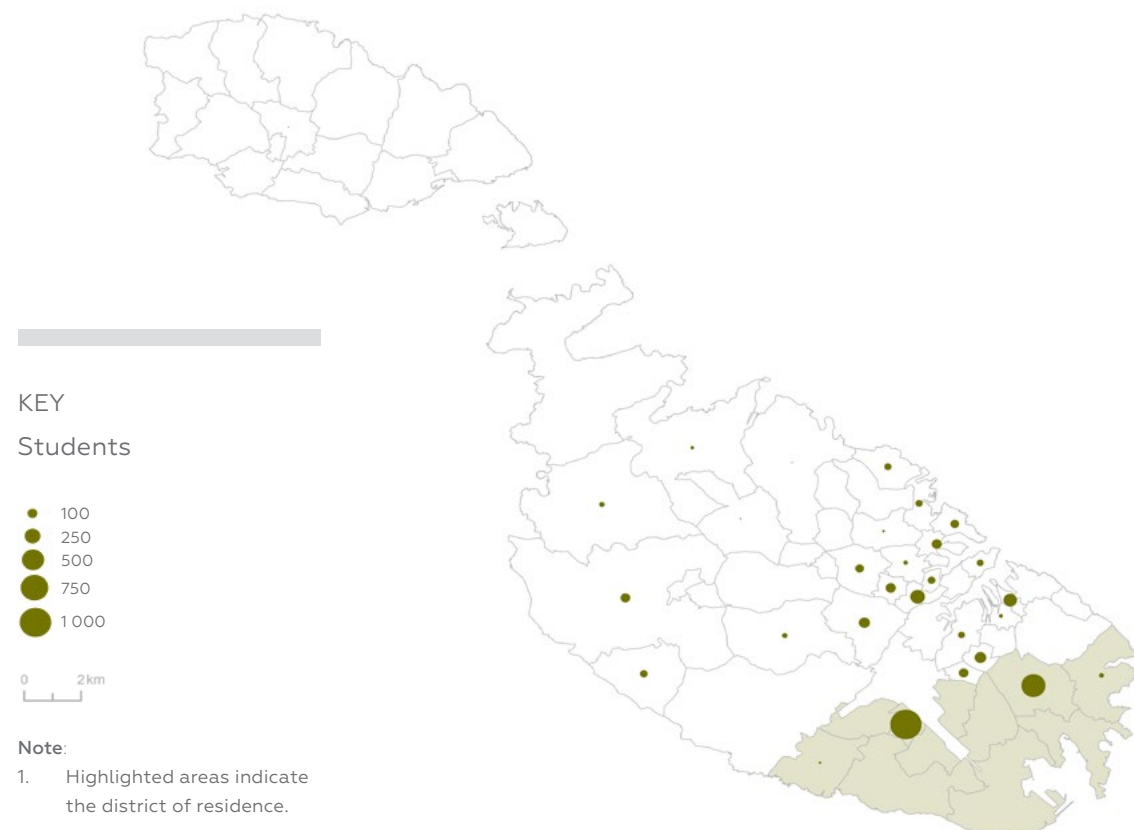 KEY
Students
100
250
500
750
1 000
0 2km
Note:
1. Highlighted areas indicate
the district of residence.